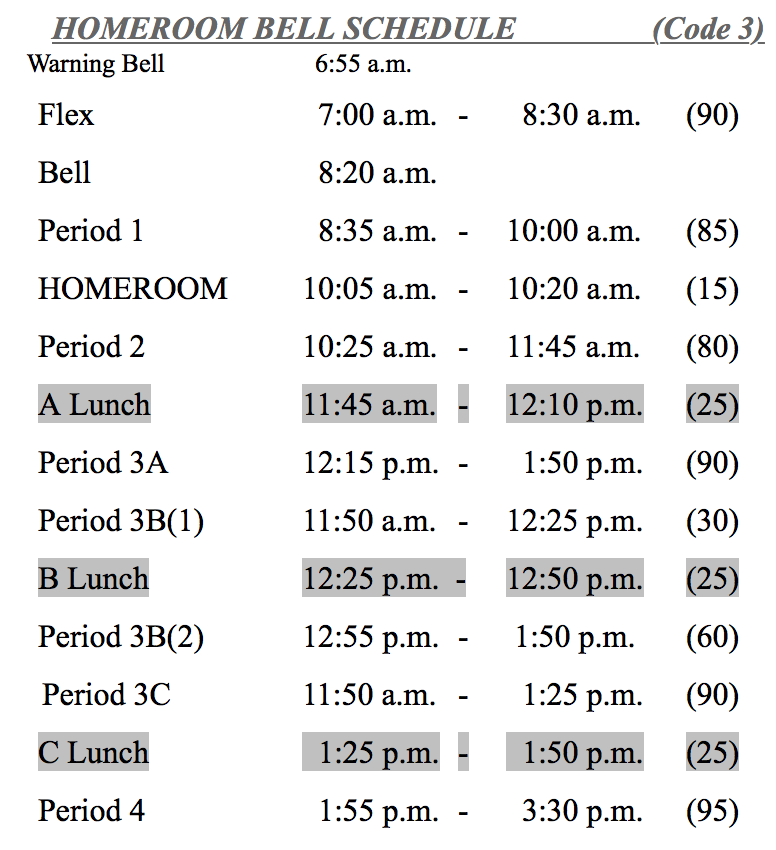 HOMEROOM BELL SCHEDULE (Code 3)
Warning Bell 6:55 a.m.
Flex 7:00 a.m. - 8:30 a.m. (90)
Bell 8:20 a.m.
Period 1 8:35 a.m. - 10:00 a.m. (85)
HOMEROOM 10:05 a.m. - 10:20 a.m. (15)
Period 2 10:25 a.m. - 11:45 a.m. (80)
A Lunch 11:45 a.m. - 12:10 p.m. (25)
Period 3A 12:15 p.m. - 1:50 p.m. (90)
Period 3B(1) 11:50 a.m. - 12:25 p.m. (30)
B Lunch 12:25 p.m. - 12:50 p.m. (25)
Period 3B(2) 12:55 p.m. - 1:50 p.m. (60)
Period 3C 11:50 a.m. - 1:25 p.m. (90)
C Lunch 1:25 p.m. - 1:50 p.m. (25)
Period 4 1:55 p.m. - 3:30 p.m. (95)